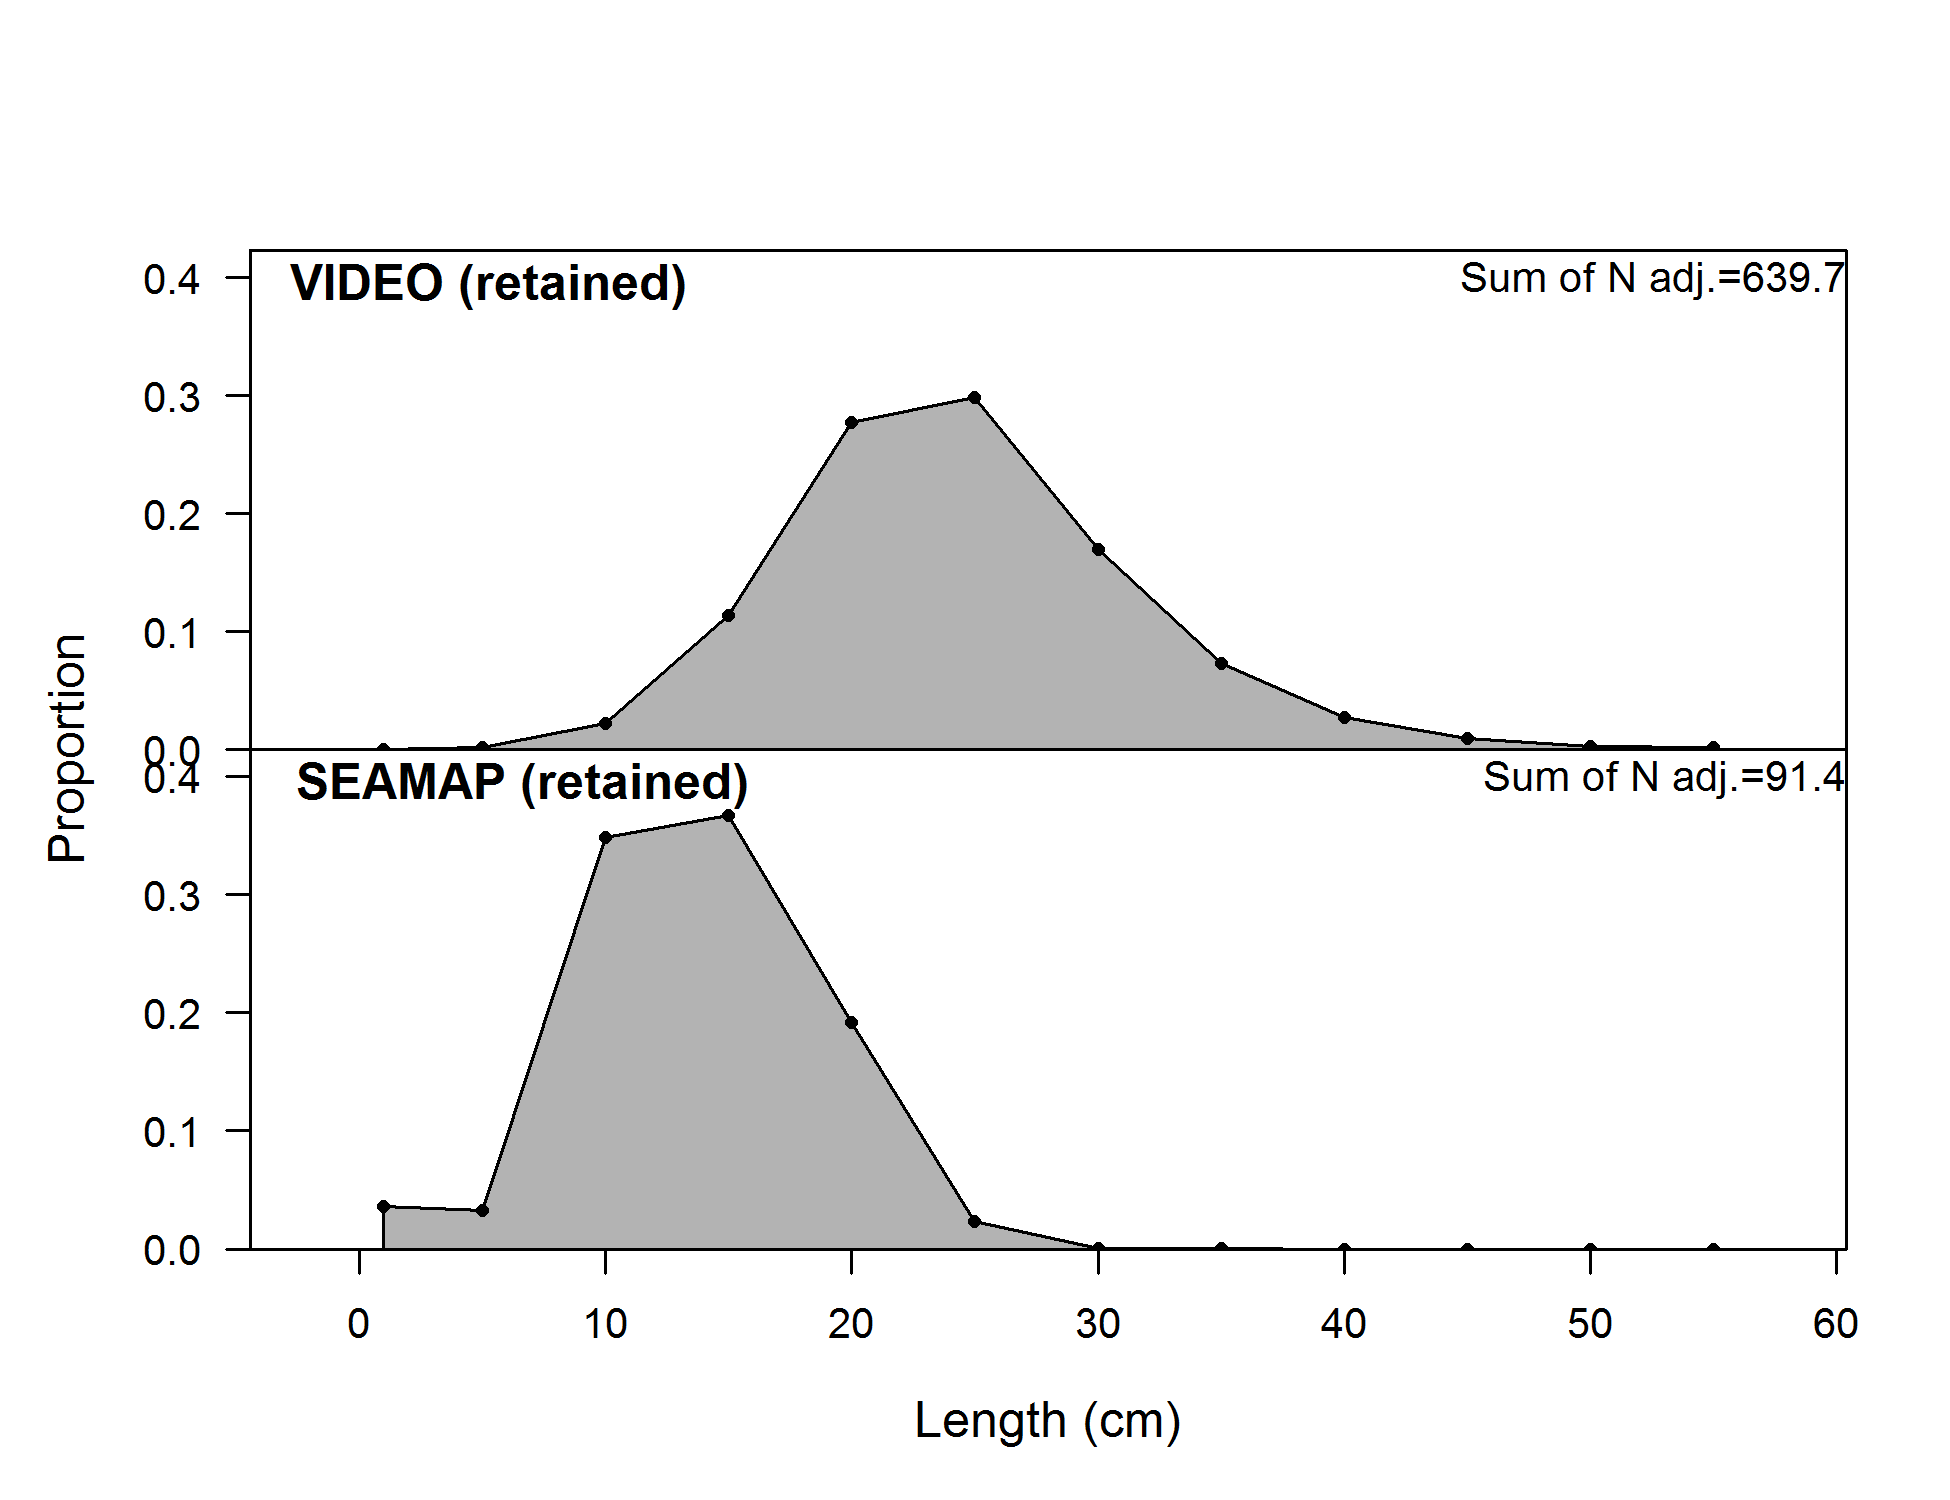 VIDEO (retained)
Sum of N adj.=639.7
0.4
0.3
0.2
0.1
0.0
SEAMAP (retained)
Sum of N adj.=91.4
0.4
0.3
0.2
0.1
0.0
Proportion
0 10 20 30 40 50 60
Length (cm)